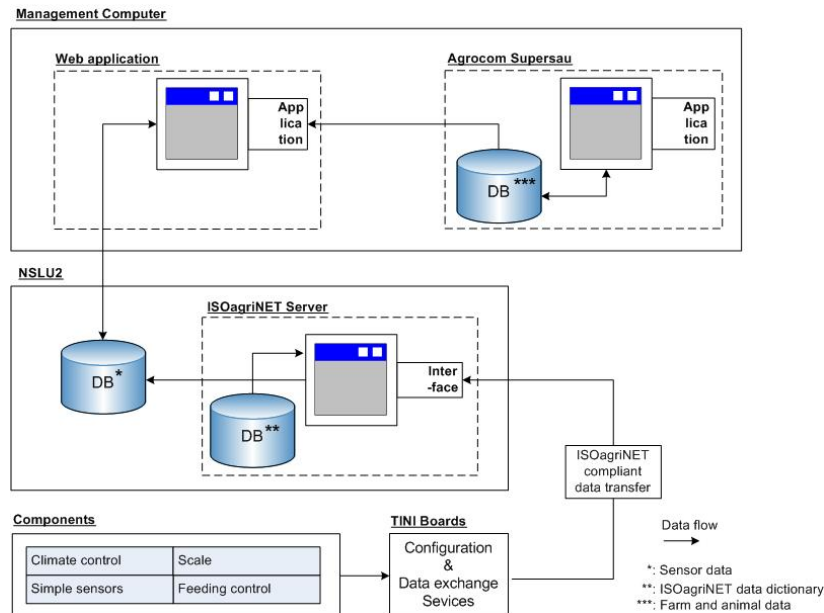 Management Computer
Web application
App
lica
tion
Agrocom Supersau
App
lica
tion
DB ***
NSLU2
ISOagriNET Server
DB *
DB **
Inter
-face
ISOagriNET
compliant
data transfer
Components
Climate control
Scale
Simple sensors
Feeding control
TINI Boards
Configuration
&
Data exchange
Sevices
Data flow
*: Sensor data
**: ISOagriNET data dictionary
***: Farm and animal data